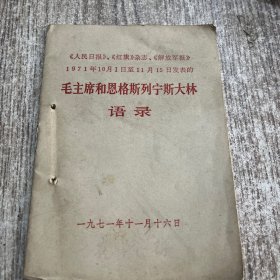 《人民日报》、《红旗》杂志、《解放军报》
1971年10月1日至11月15日发表的
毛主席和恩格斯列宁斯大林
语录
一九七一年十一月十六日